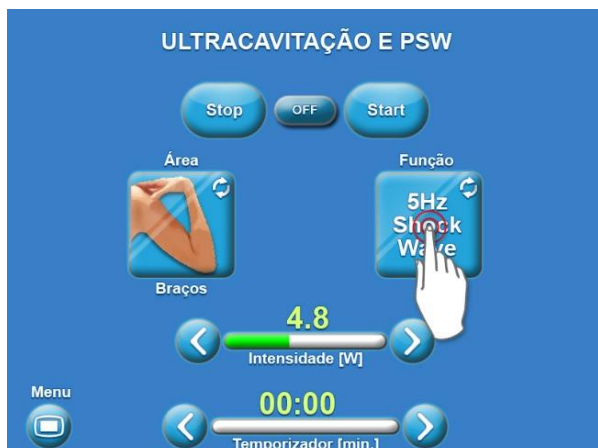 ULTRACAVITAÇÃO E PSW
Stop OFF Start
Área Função
5Hz
Shock
Wave
Braços
4.8
Intensidade [W]
Menu
00:00
Temporizador [min.]